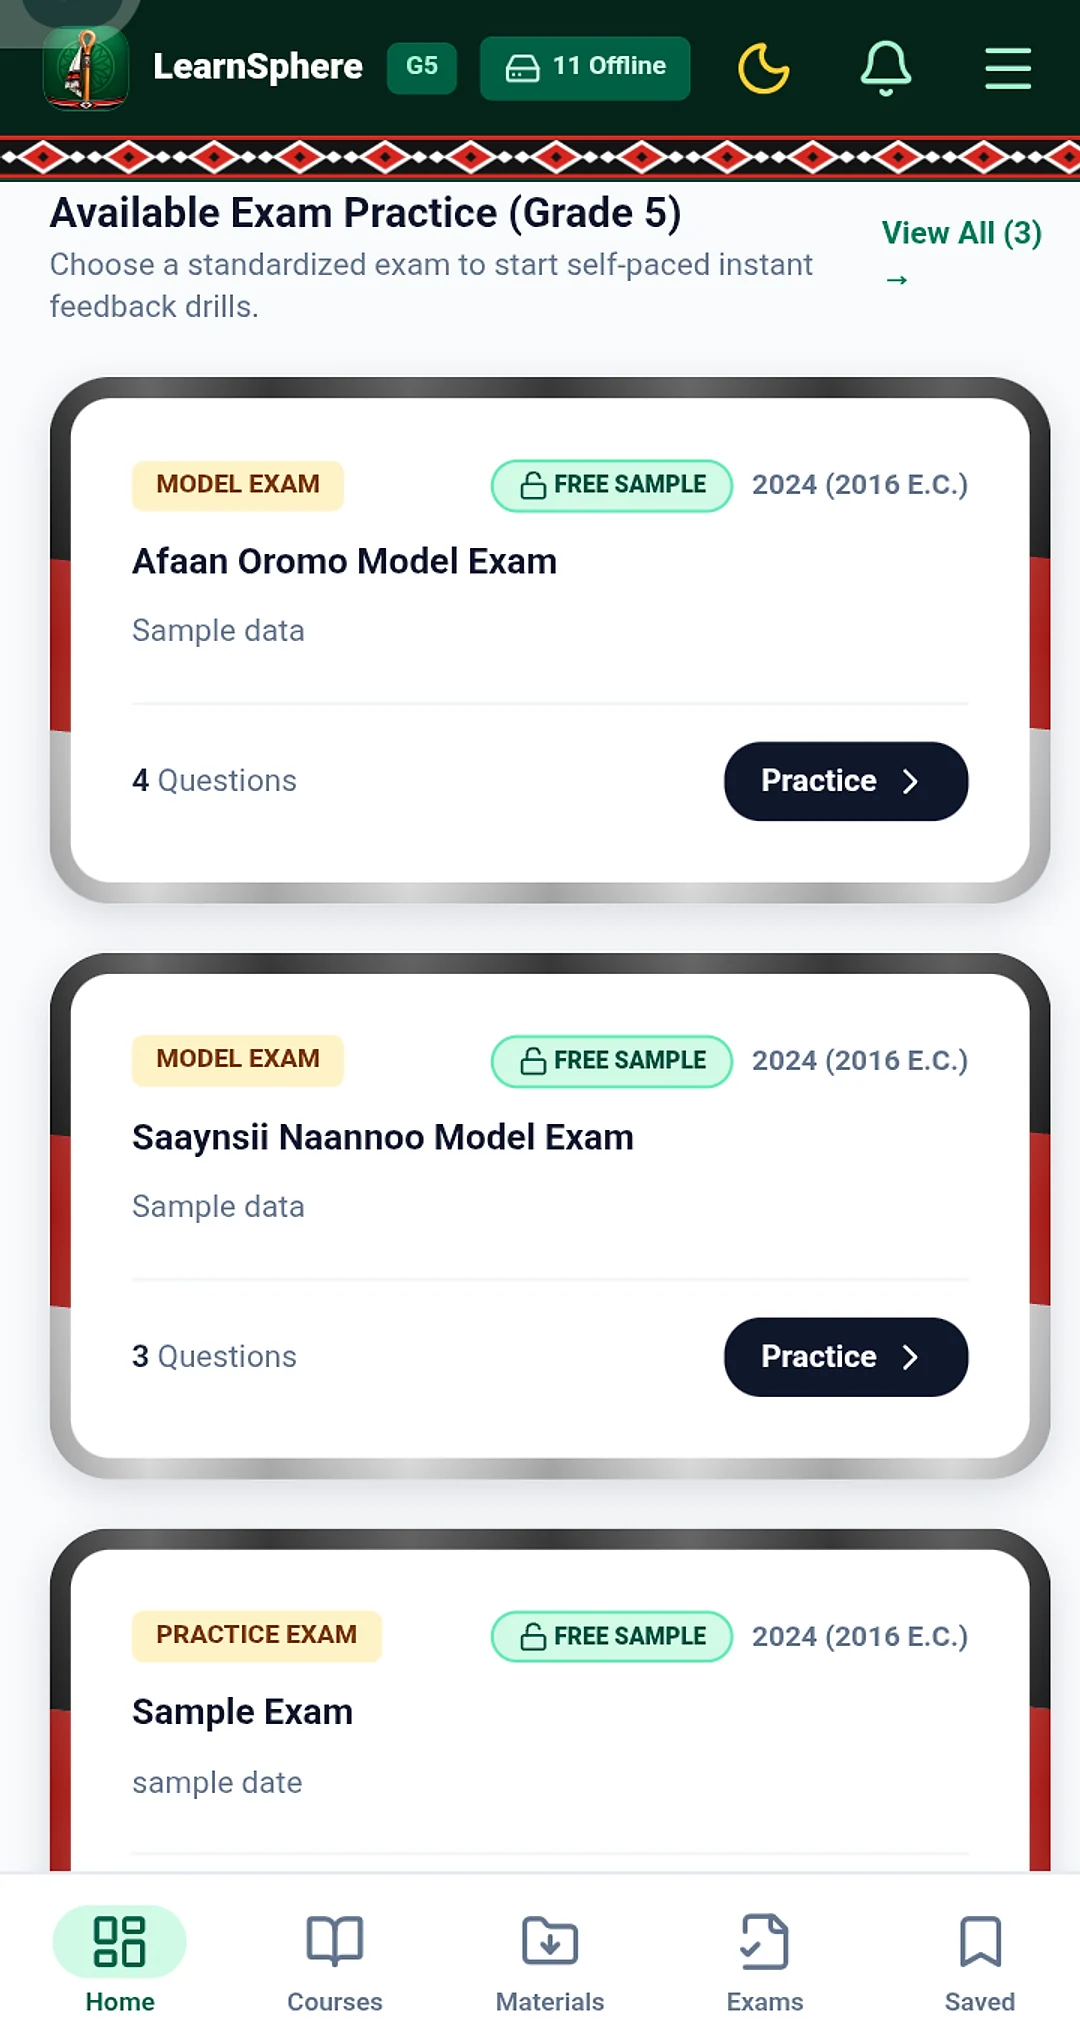 LearnSphere
G5
11 Offline
Available Exam Practice (Grade 5)
Choose a standardized exam to start self-paced instant
feedback drills.
View All (3)
→
MODEL EXAM
FREE SAMPLE
2024 (2016 E.C.)
Afaan Oromo Model Exam
Sample data
4 Questions
Practice
MODEL EXAM
FREE SAMPLE
2024 (2016 E.C.)
Saaynsii Naannoo Model Exam
Sample data
3 Questions
Practice
PRACTICE EXAM
FREE SAMPLE
2024 (2016 E.C.)
Sample Exam
sample date
Home
Courses
Materials
Exams
Saved